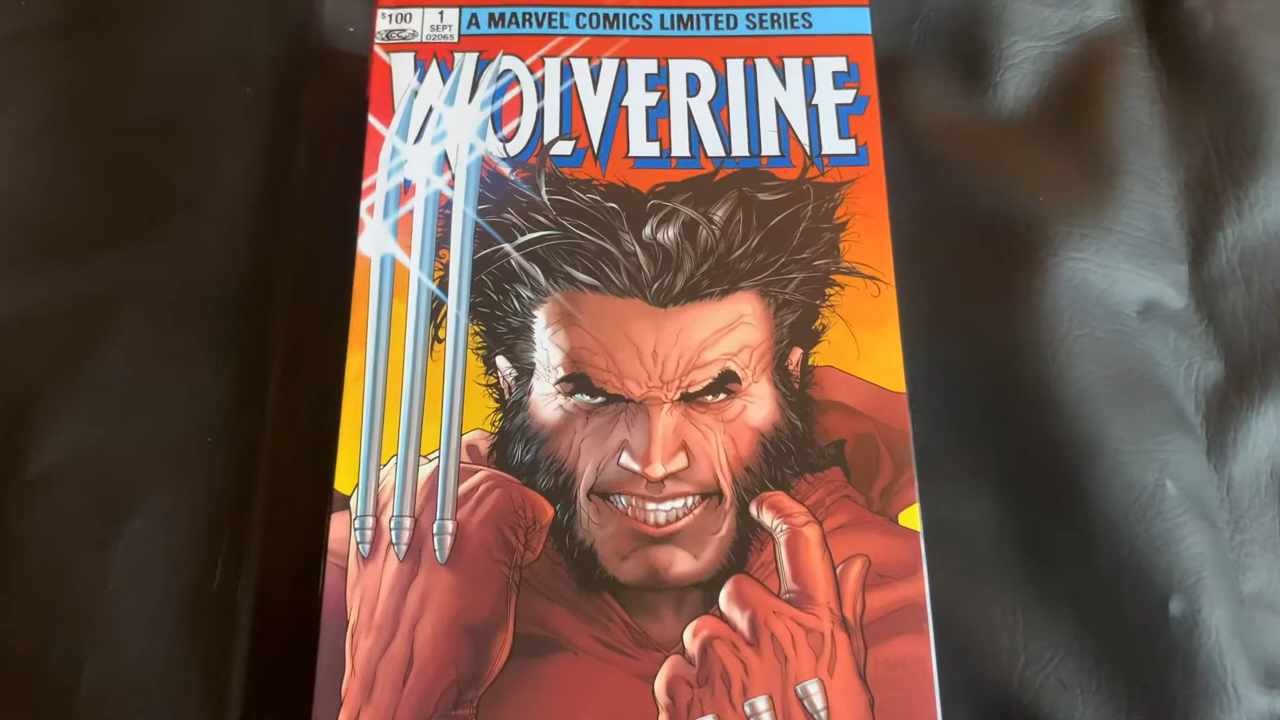 $100
1
SEPT
02065
A MARVEL COMICS LIMITED SERIES
WOLVERINE